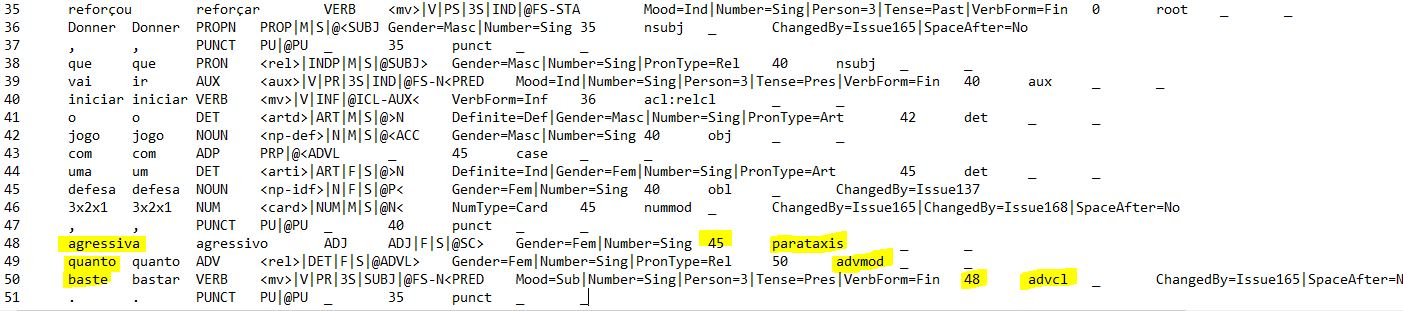 35 reforçou reforçar VERB <mv>|V|PS|3S|IND|@FS-STA Mood=Ind|Number=Sing|Person=3|Tense=Past|VerbForm=Fin 0 root _ _
36 Donner Donner PROPN PROP|M|S|@<SUBJ Gender=Masc|Number=Sing 35 nsubj _ ChangedBy=Issue165|SpaceAfter=No
37 , , PUNCT PU|@PU _ 35 punct _ _
38 que que PRON <rel>|INDP|M|S|@SUBJ> Gender=Masc|Number=Sing|PronType=Rel 40 nsubj _ _
39 vai ir AUX <aux>|V|PR|3S|IND|@FS-N<PRED Mood=Ind|Number=Sing|Person=3|Tense=Pres|VerbForm=Fin 40 aux _ _
40 iniciar iniciar VERB <mv>|V|INF|@ICL-AUX< VerbForm=Inf 36 acl:relcl _ _
41 o o DET <artd>|ART|M|S|@>N Definite=Def|Gender=Masc|Number=Sing|PronType=Art 42 det _ _
42 jogo jogo NOUN <np-def>|N|M|S|@<ACC Gender=Masc|Number=Sing 40 obj _ _
43 com com ADP PRP|@<ADVL _ 45 case _ _
44 uma um DET <arti>|ART|F|S|@>N Definite=Ind|Gender=Fem|Number=Sing|PronType=Art 45 det _ _
45 defesa defesa NOUN <np-idf>|N|F|S|@P< Gender=Fem|Number=Sing 40 obl _ ChangedBy=Issue137
46 3x2x1 3x2x1 NUM <card>|NUM|M|S|@N< NumType=Card 45 nummod _ ChangedBy=Issue165|ChangedBy=Issue168|SpaceAfter=No
47 , , PUNCT PU|@PU _ 40 punct _ _
48 agressiva agressivo ADJ ADJ|F|S|@SC> Gender=Fem|Number=Sing 45 parataxis _ _
49 quanto quanto ADV <rel>|DET|F|S|@ADVL> Gender=Fem|Number=Sing|PronType=Rel 50 advmod _ _
50 baste bastar VERB <mv>|V|PR|3S|SUBJ|@FS-N<PRED Mood=Sub|Number=Sing|Person=3|Tense=Pres|VerbForm=Fin 48 advcl _ ChangedBy=Issue165|SpaceAfter=N
51 . . PUNCT PU|@PU _ 35 punct _ _